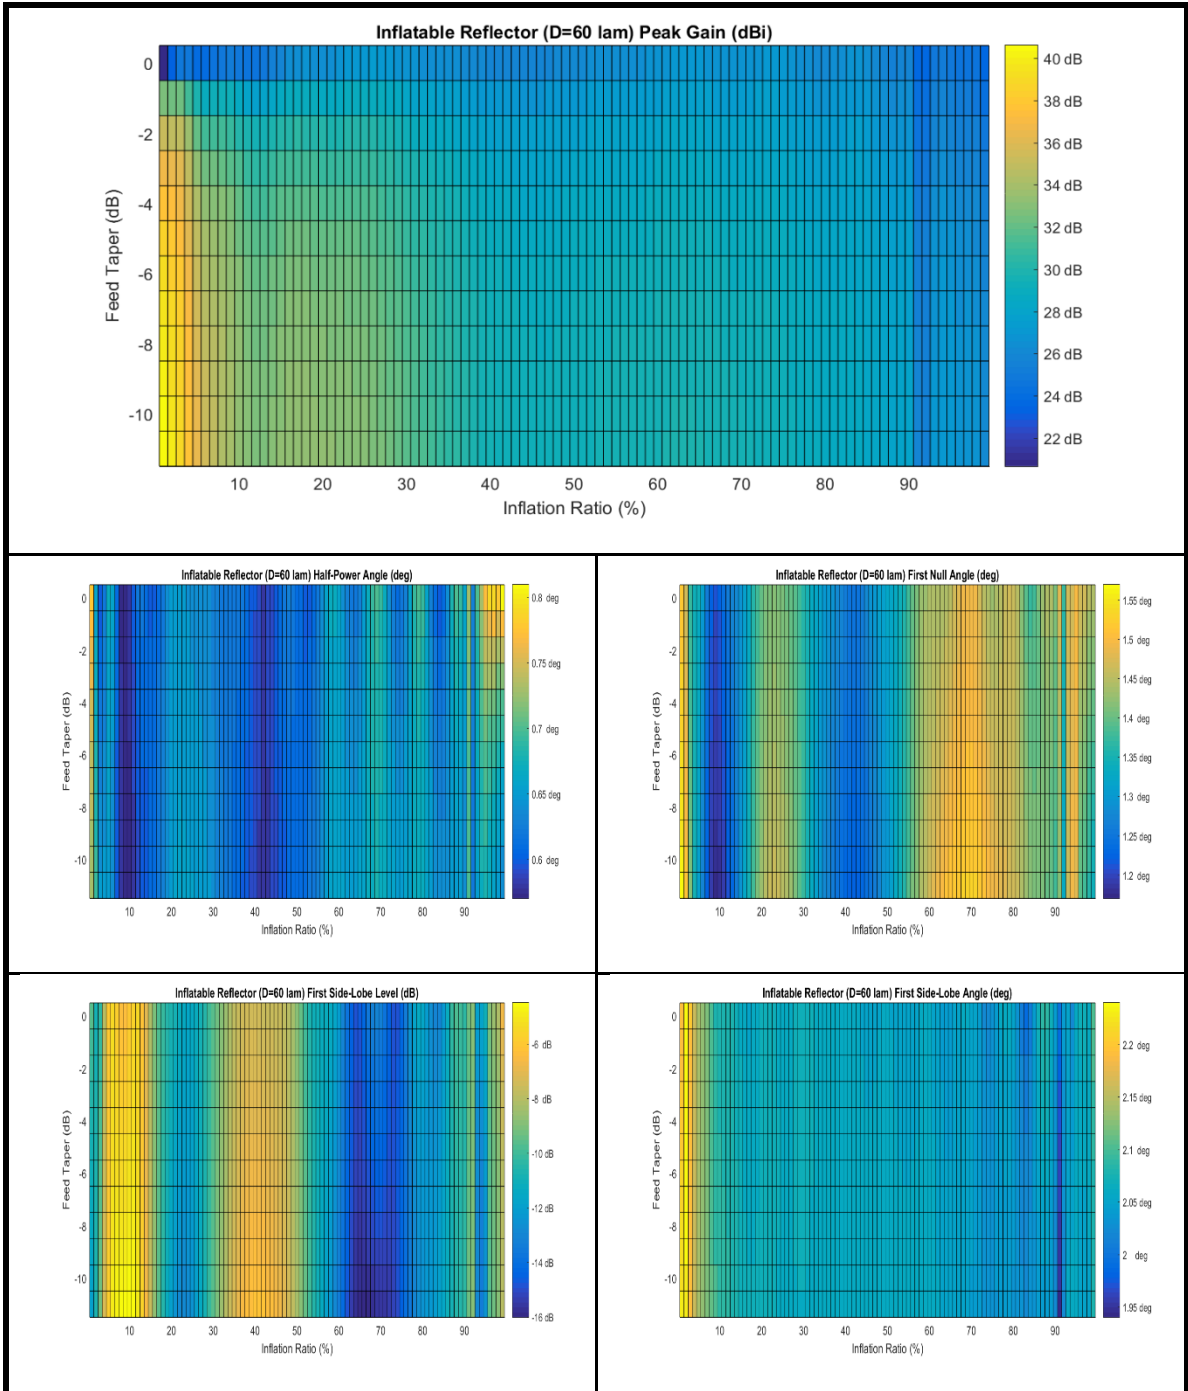 Inflatable Reflector (D=60 lam) Peak Gain (dBi)
0
-2
-4
-6
-8
-10
Feed Taper (dB)
10 20 30 40 50 60 70 80 90
Inflation Ratio (%)
40 dB
38 dB
36 dB
34 dB
32 dB
30 dB
28 dB
26 dB
24 dB
22 dB
Inflatable Reflector (D=60 lam) Half-Power Angle (deg)
0
-2
-4
-6
-8
-10
Feed Taper (dB)
10 20 30 40 50 60 70 80 90
Inflation Ratio (%)
0.8 deg
0.75 deg
0.7 deg
0.65 deg
0.6 deg
Inflatable Reflector (D=60 lam) First Null Angle (deg)
0
-2
-4
-6
-8
-10
Feed Taper (dB)
10 20 30 40 50 60 70 80 90
Inflation Ratio (%)
1.55 deg
1.5 deg
1.45 deg
1.4 deg
1.35 deg
1.3 deg
1.25 deg
1.2 deg
Inflatable Reflector (D=60 lam) First Side-Lobe Level (dB)
0
-2
-4
-6
-8
-10
Feed Taper (dB)
10 20 30 40 50 60 70 80 90
Inflation Ratio (%)
-6 dB
-8 dB
-10 dB
-12 dB
-14 dB
-16 dB
Inflatable Reflector (D=60 lam) First Side-Lobe Angle (deg)
0
-2
-4
-6
-8
-10
Feed Taper (dB)
10 20 30 40 50 60 70 80 90
Inflation Ratio (%)
2.2 deg
2.15 deg
2.1 deg
2.05 deg
2 deg
1.95 deg